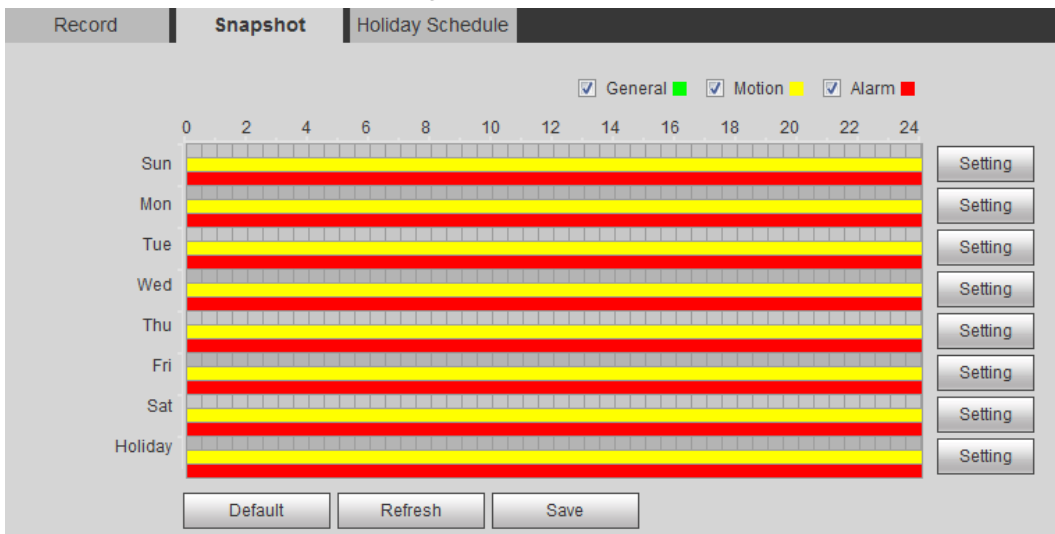 Record Snapshot Holiday Schedule
General Motion Alarm
0 2 4 6 8 10 12 14 16 18 20 22 24
Sun Setting
Mon Setting
Tue Setting
Wed Setting
Thu Setting
Fri Setting
Sat Setting
Holiday Setting
Default Refresh Save